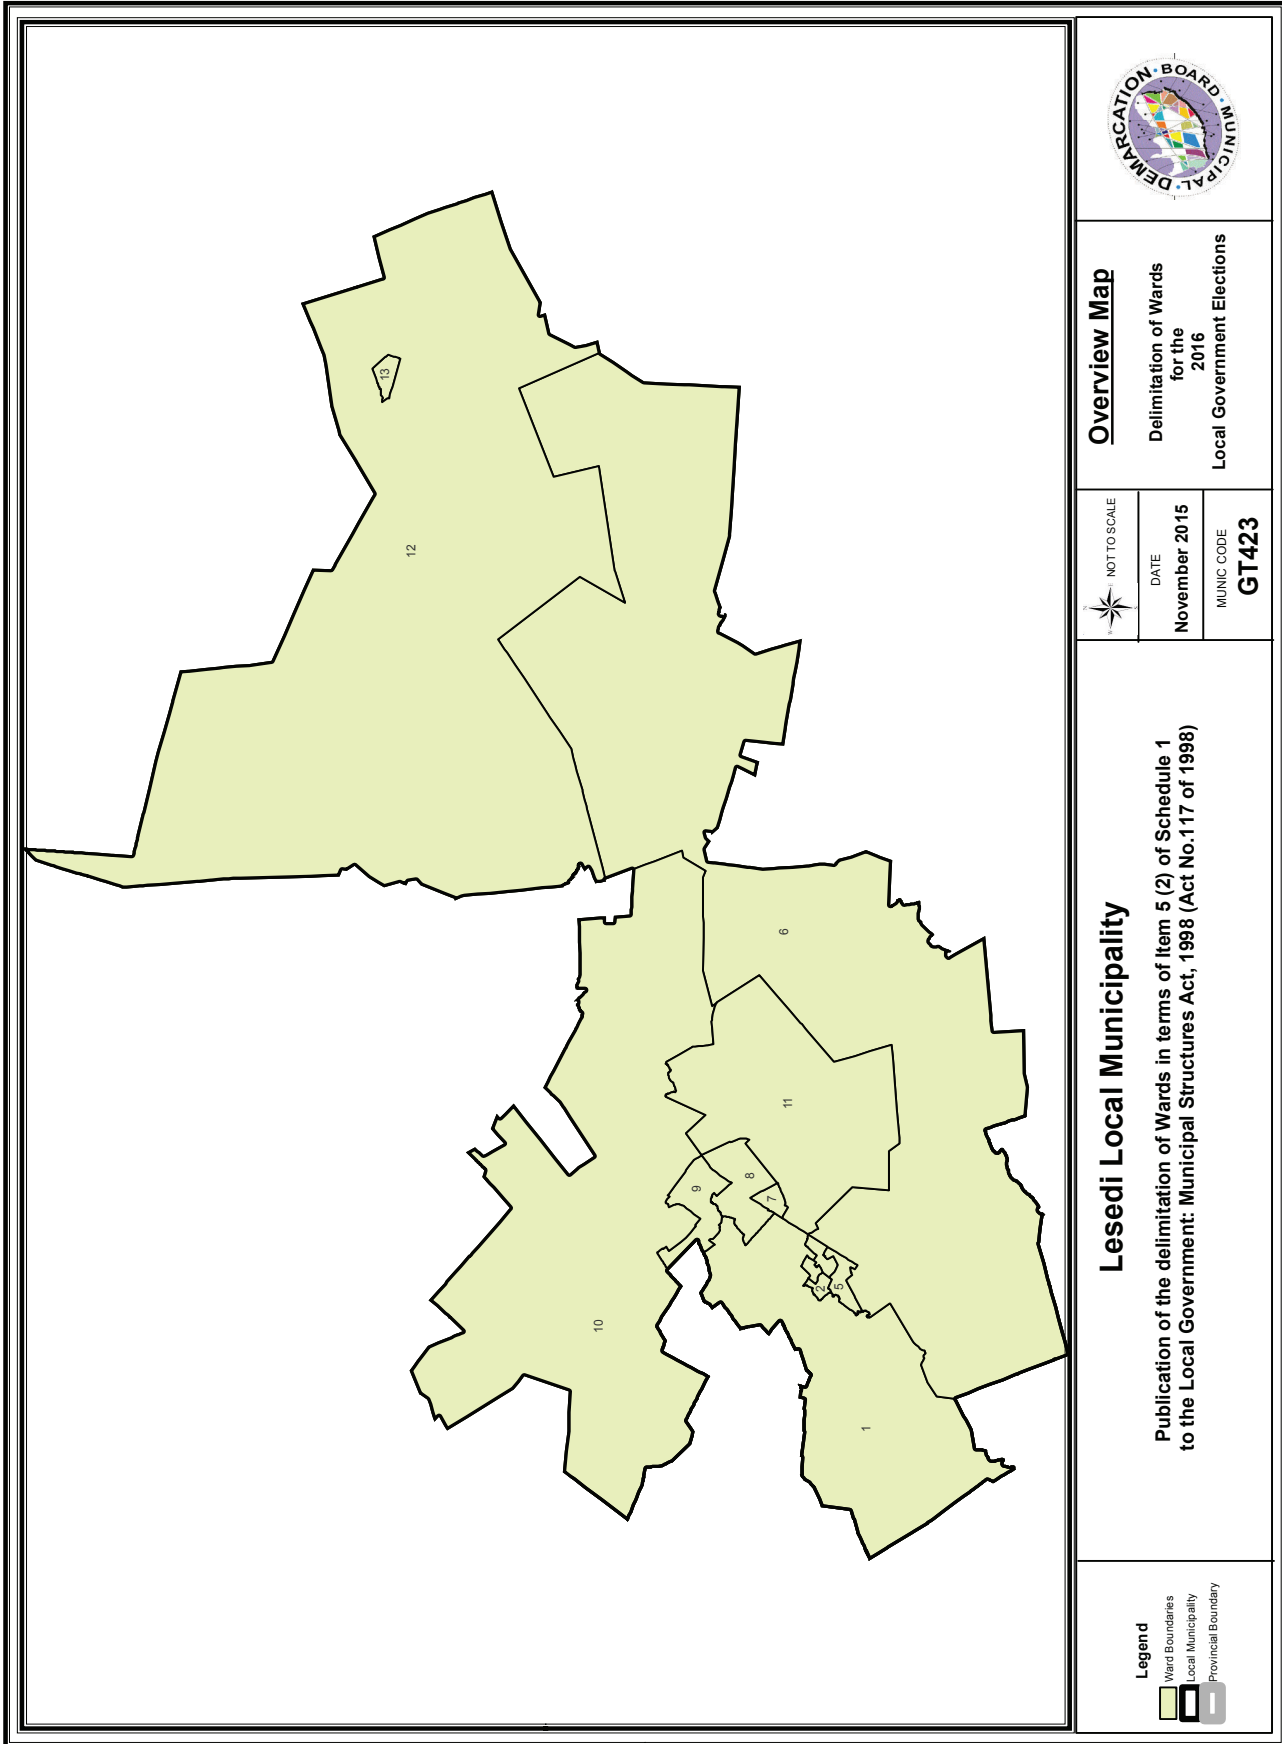 12
13
10
9
8
7
11
6
2
5
1
Legend
Ward Boundaries
Local Municipality
Provincial Boundary
Lesedi Local Municipality
Publication of the delimitation of Wards in terms of Item 5 (2) of Schedule 1
to the Local Government: Municipal Structures Act, 1998 (Act No.117 of 1998)
NOT TO SCALE
DATE
November 2015
MUNIC CODE
GT423
Overview Map
Delimitation of Wards
for the
2016
Local Government Elections
DEMARCATION · BOARD · MUNICIPAL ·